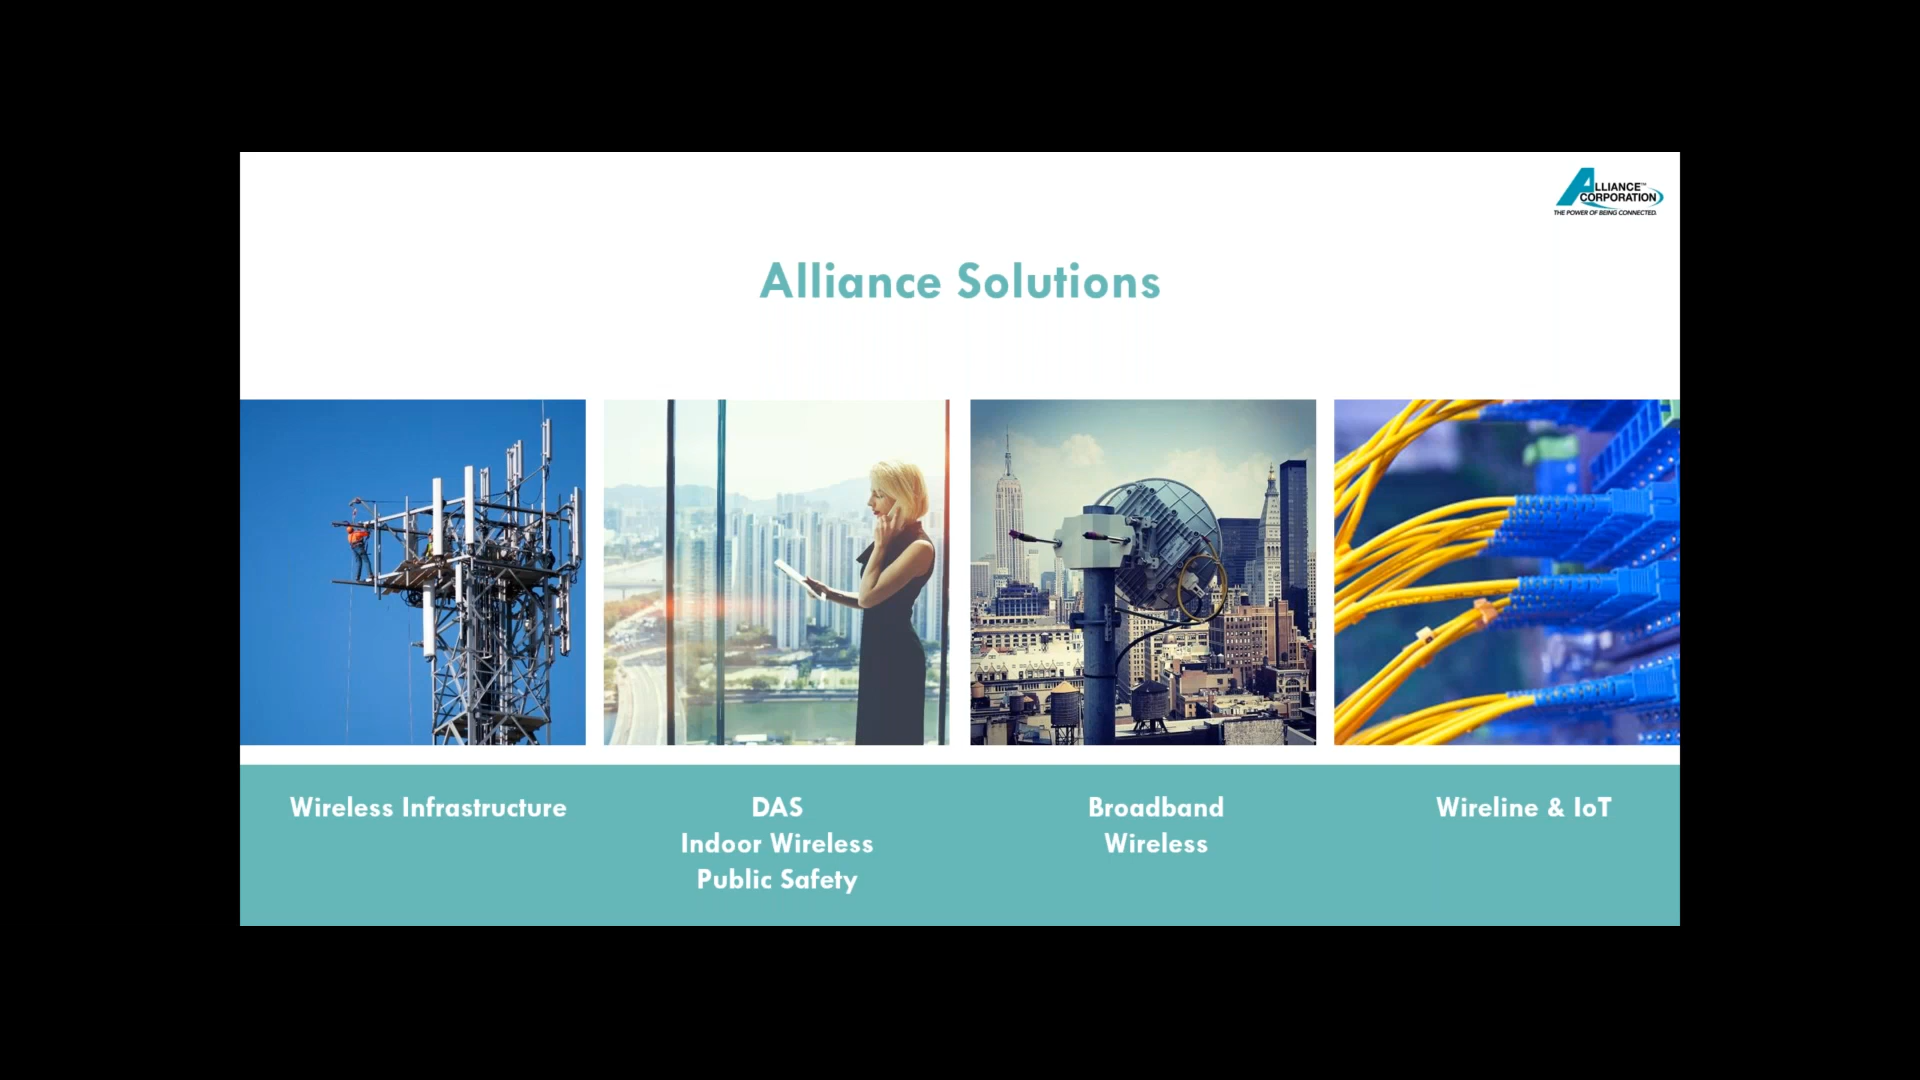 ALLIANCE™
CORPORATION
THE POWER OF BEING CONNECTED.
Alliance Solutions
Wireless Infrastructure
DAS
Indoor Wireless
Public Safety
Broadband
Wireless
Wireline & IoT